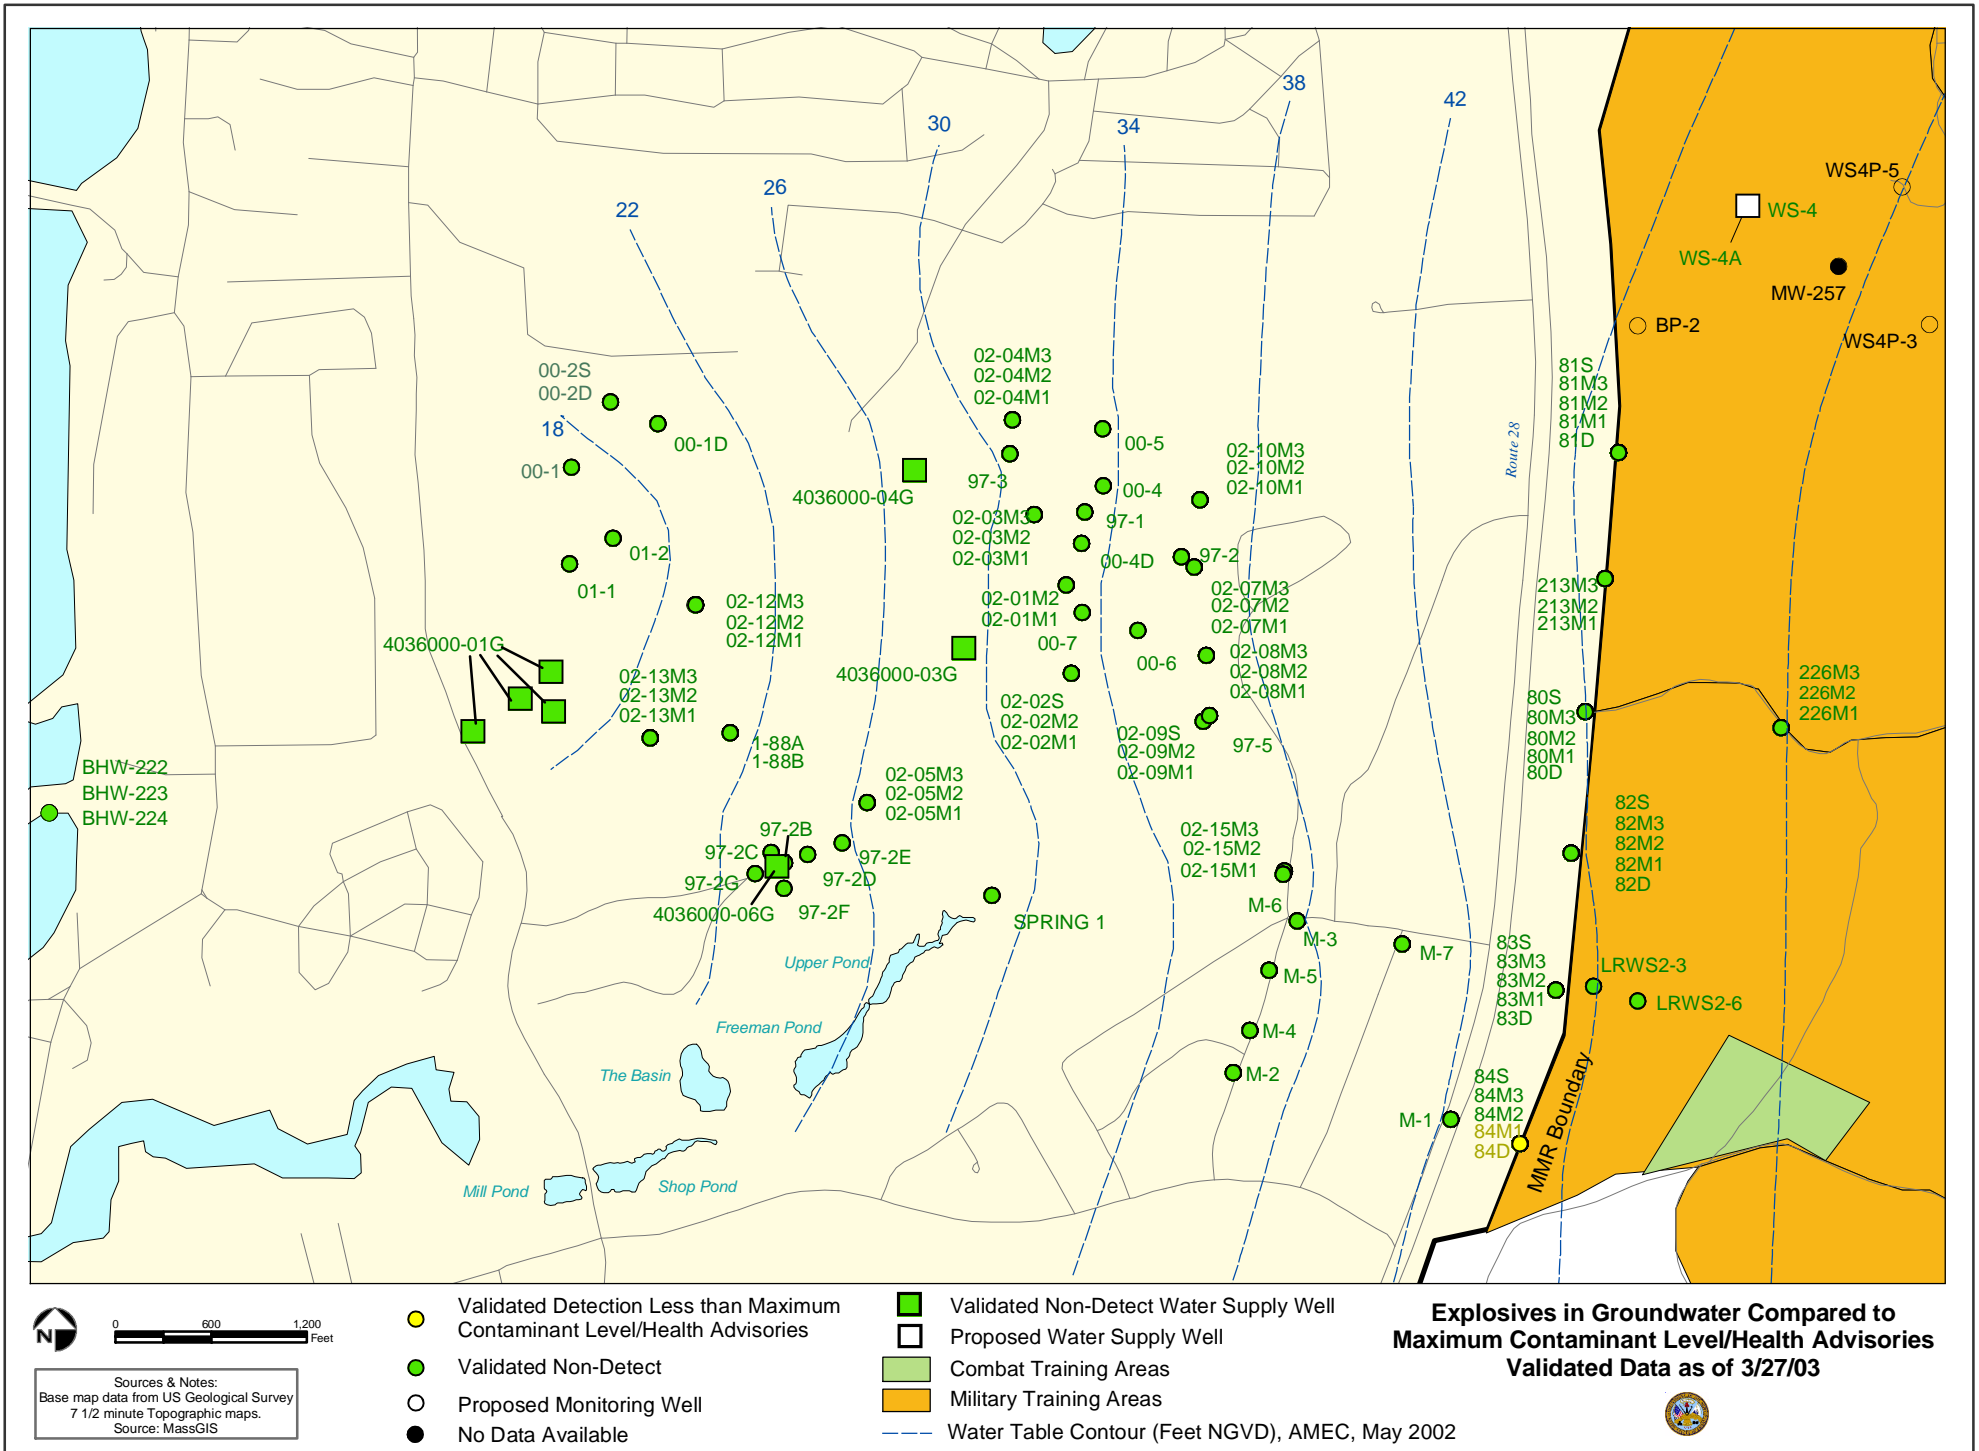 38
42
30
34
26
22
WS4P-5
WS-4
WS-4A
MW-257
BP-2
WS4P-3
02-04M3
02-04M2
02-04M1
00-2S
00-2D
18
00-1D
00-1
81S
81M3
81M2
81M1
81D
Route 28
00-5
97-3
4036000-04G
00-4
02-10M3
02-10M2
02-10M1
02-03M3
02-03M2
02-03M1
97-1
00-4D
97-2
01-2
01-1
02-07M3
02-07M2
02-07M1
213M3
213M2
213M1
02-01M2
02-01M1
00-7
00-6
02-12M3
02-12M2
02-12M1
4036000-01G
4036000-03G
02-08M3
02-08M2
02-08M1
02-13M3
02-13M2
02-13M1
226M3
226M2
226M1
02-02S
02-02M2
02-02M1
80S
80M3
80M2
80M1
80D
02-09S
02-09M2
02-09M1
97-5
1-88A
1-88B
BHW-222
BHW-223
BHW-224
02-05M3
02-05M2
02-05M1
82S
82M3
82M2
82M1
82D
97-2B
97-2C
97-2E
97-2D
97-2G
97-2F
4036000-06G
02-15M3
02-15M2
02-15M1
M-6
M-3
SPRING 1
M-7
M-5
83S
83M3
83M2
83M1
83D
LRWS2-3
LRWS2-6
Upper Pond
Freeman Pond
M-4
M-2
The Basin
84S
84M3
84M2
84M1
84D
M-1
MMR Boundary
Mill Pond
Shop Pond
N
0 600 1,200
Feet
Sources & Notes:
Base map data from US Geological Survey
7 1/2 minute Topographic maps.
Source: MassGIS
Validated Detection Less than Maximum
Contaminant Level/Health Advisories
Validated Non-Detect
Proposed Monitoring Well
No Data Available
Validated Non-Detect Water Supply Well
Proposed Water Supply Well
Combat Training Areas
Military Training Areas
Water Table Contour (Feet NGVD), AMEC, May 2002
Explosives in Groundwater Compared to
Maximum Contaminant Level/Health Advisories
Validated Data as of 3/27/03